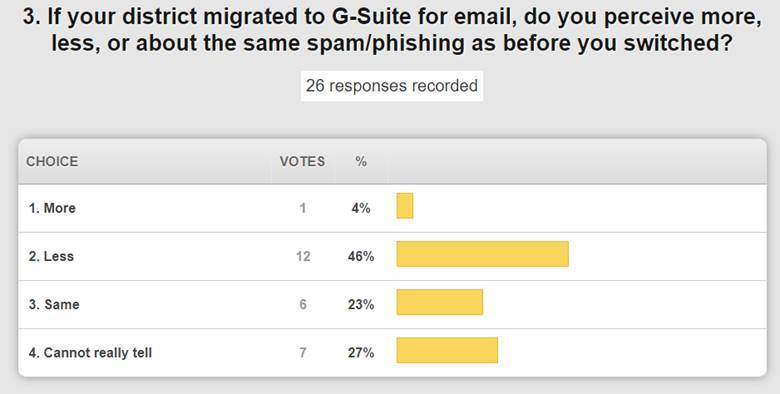 3. If your district migrated to G-Suite for email, do you perceive more,
less, or about the same spam/phishing as before you switched?
26 responses recorded
CHOICE VOTES %
1. More 1 4%
2. Less 12 46%
3. Same 6 23%
4. Cannot really tell 7 27%